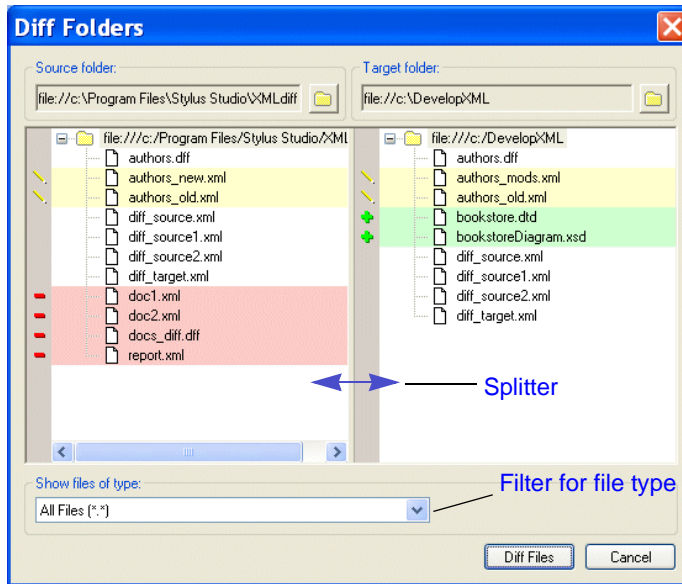 Diff Folders
Source folder:
file://c:\Program Files\Stylus Studio\XMLdiff
Target folder:
file://c:\DevelopXML
file:///c:/Program Files/Stylus Studio/XML
authors.dff
authors_new.xml
authors_old.xml
diff_source.xml
diff_source1.xml
diff_source2.xml
diff_target.xml
doc1.xml
doc2.xml
docs_diff.dff
report.xml
file:///c:/DevelopXML
authors.dff
authors_mods.xml
authors_old.xml
bookstore.dtd
bookstoreDiagram.xsd
diff_source.xml
diff_source1.xml
diff_source2.xml
diff_target.xml
Splitter
Show files of type:
Filter for file type
All Files (*.*)
Diff Files
Cancel